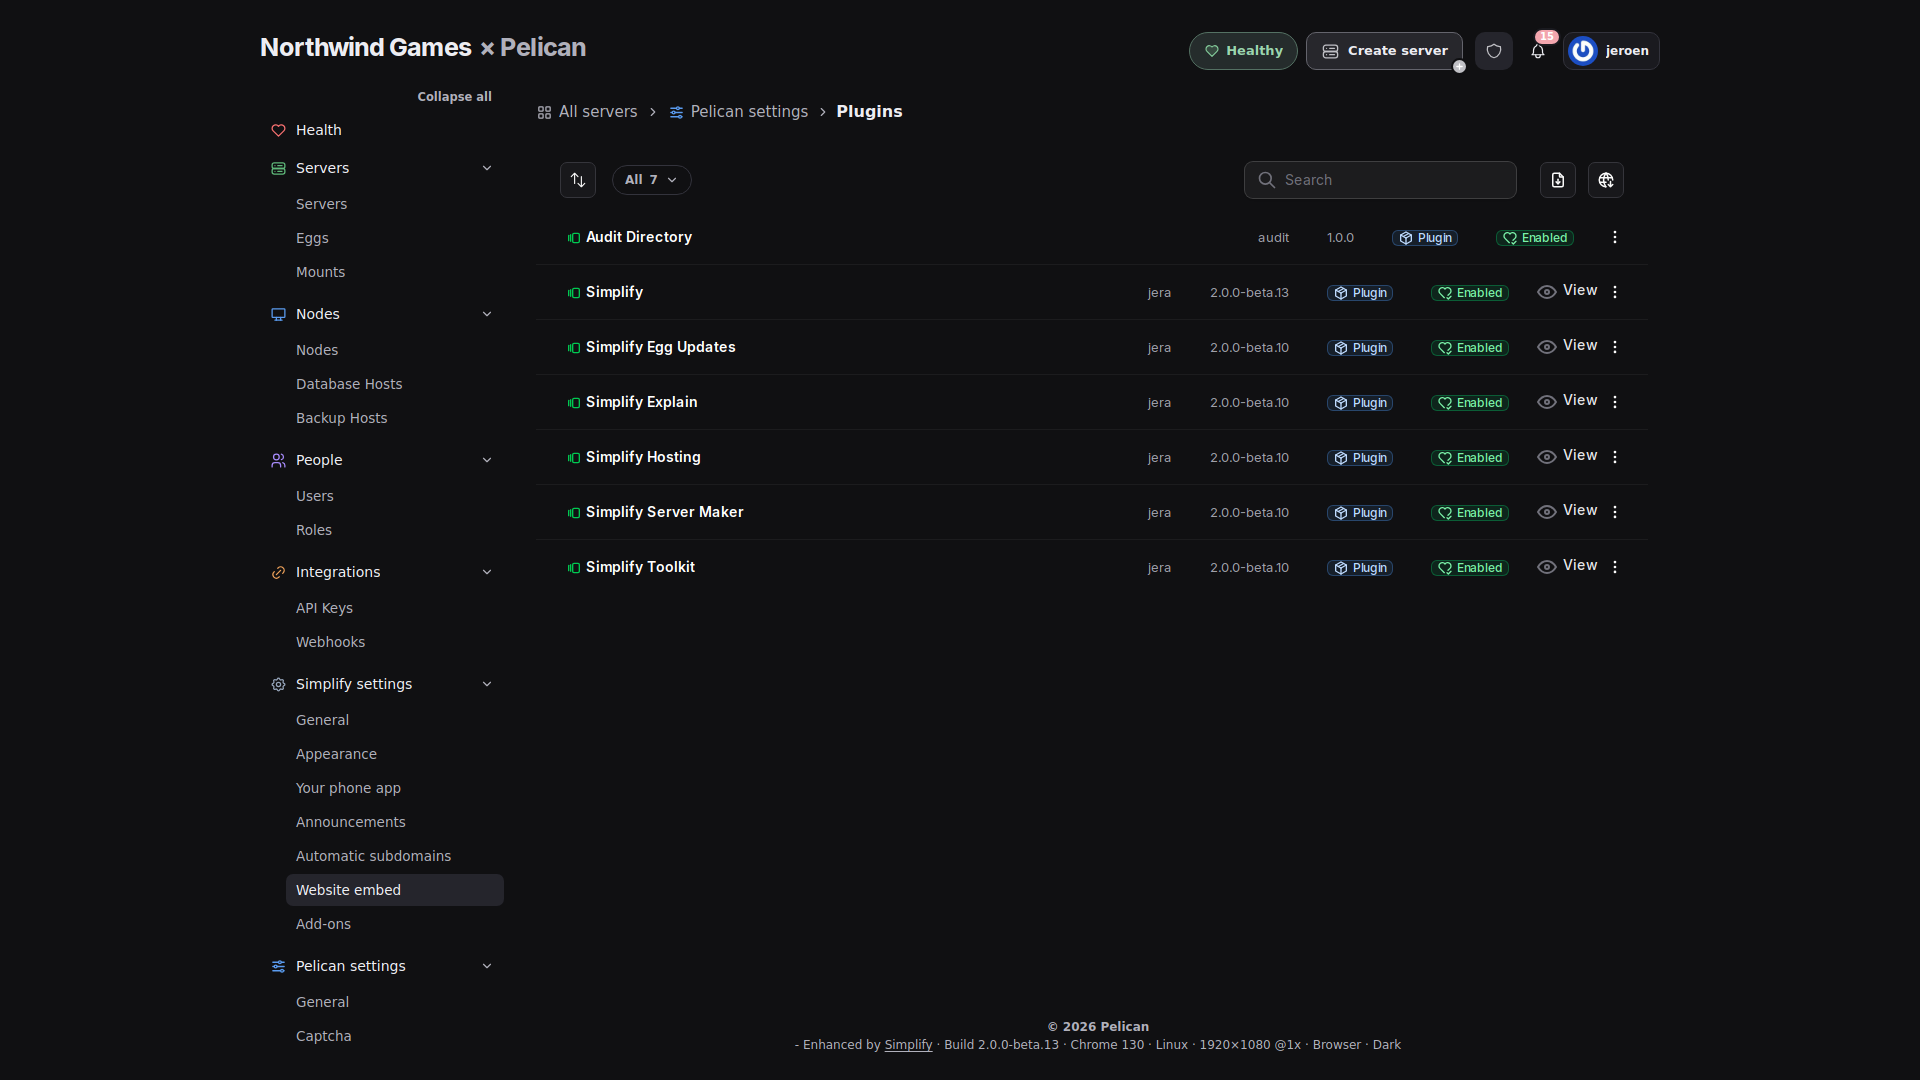 Northwind Games × Pelican
Healthy
Create server
15
jeroen
Collapse all
Health
Servers
Servers
Eggs
Mounts
Nodes
Nodes
Database Hosts
Backup Hosts
People
Users
Roles
Integrations
API Keys
Webhooks
Simplify settings
General
Appearance
Your phone app
Announcements
Automatic subdomains
Website embed
Add-ons
Pelican settings
General
Captcha
All servers > Pelican settings > Plugins
All 7
Search
Audit Directory audit 1.0.0 Plugin Enabled
Simplify jera 2.0.0-beta.13 Plugin Enabled View
Simplify Egg Updates jera 2.0.0-beta.10 Plugin Enabled View
Simplify Explain jera 2.0.0-beta.10 Plugin Enabled View
Simplify Hosting jera 2.0.0-beta.10 Plugin Enabled View
Simplify Server Maker jera 2.0.0-beta.10 Plugin Enabled View
Simplify Toolkit jera 2.0.0-beta.10 Plugin Enabled View
© 2026 Pelican
- Enhanced by Simplify · Build 2.0.0-beta.13 · Chrome 130 · Linux · 1920×1080 @1x · Browser · Dark